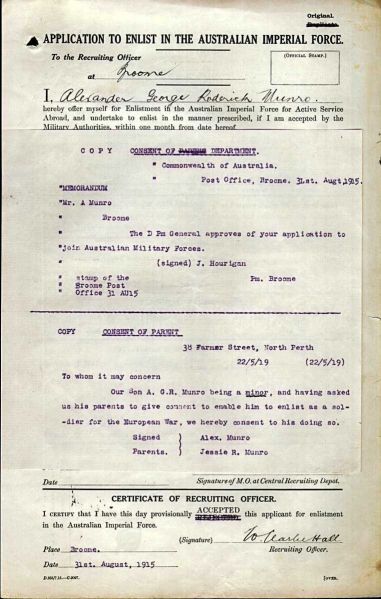 Original.
APPLICATION TO ENLIST IN THE AUSTRALIAN IMPERIAL FORCE.
To the Recruiting Officer
at Broome
(OFFICIAL STAMP.)
I, Alexander George Roderick Munro.
hereby offer myself for Enlistment in the Australian Imperial Force for Active Service
Abroad, and undertake to enlist in the manner prescribed, if I am accepted by the
Military Authorities, within one month from date hereof
COPY CONSENT OF DEPARTMENT.
" Commonwealth of Australia.
" Post Office, Broome. 31st. Augt,1915.
"MEMORANDUM
"Mr. A Munro
" Broome
" The D Pm General approves of your application to
"join Australian Military Forces.
" (signed) J. Hourigan
" stamp of the Pm. Broome
" Broome Post
" Office 31 AU15
COPY CONSENT OF PARENT
38 Farmer Street, North Perth
22/5/19 (22/5/19)
To whom it may concern
Our Son A. G.R. Munro being a minor, and having asked
us his parents to give consent to enable him to enlist as a sol-
dier for the European War, we hereby consent to his doing so.
Signed } Alex. Munro
Parents. } Jessie R. Munro
Date Signature of M.O. at Central Recruiting Depot.
CERTIFICATE OF RECRUITING OFFICER.
I CERTIFY that I have this day provisionally ACCEPTED this applicant for enlistment
in the Australian Imperial Force.
(Signature) Hall
Recruiting Officer.
Place Broome.
Date 31st. August, 1915
[OVER.